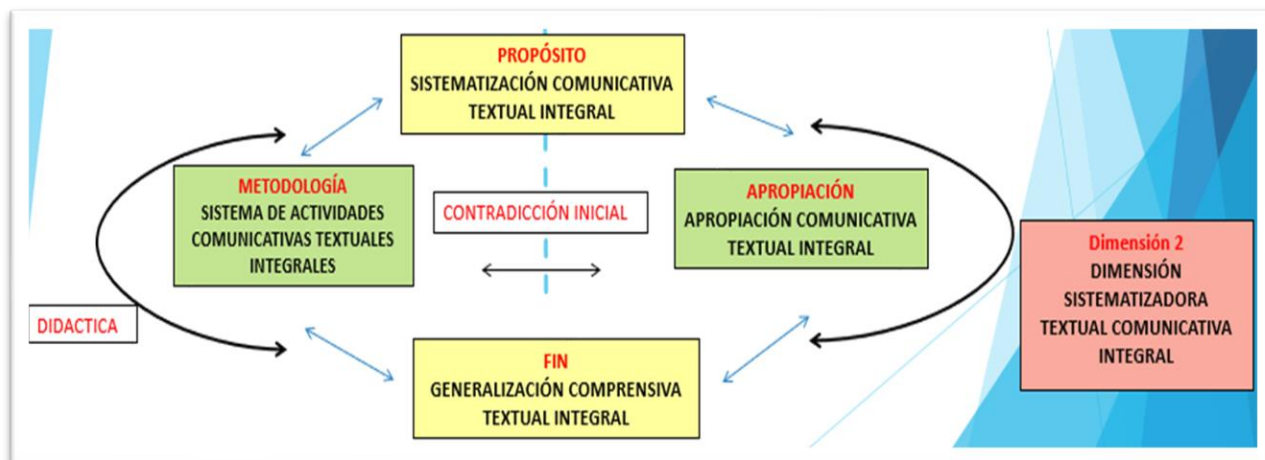 PROPÓSITO
SISTEMATIZACIÓN COMUNICATIVA
TEXTUAL INTEGRAL
METODOLOGÍA
SISTEMA DE ACTIVIDADES
COMUNICATIVAS TEXTUALES
INTEGRALES
CONTRADICCIÓN INICIAL
APROPIACIÓN
APROPIACIÓN COMUNICATIVA
TEXTUAL INTEGRAL
Dimensión 2
DIMENSIÓN
SISTEMATIZADORA
TEXTUAL COMUNICATIVA
INTEGRAL
DIDACTICA
FIN
GENERALIZACIÓN COMPRENSIVA
TEXTUAL INTEGRAL